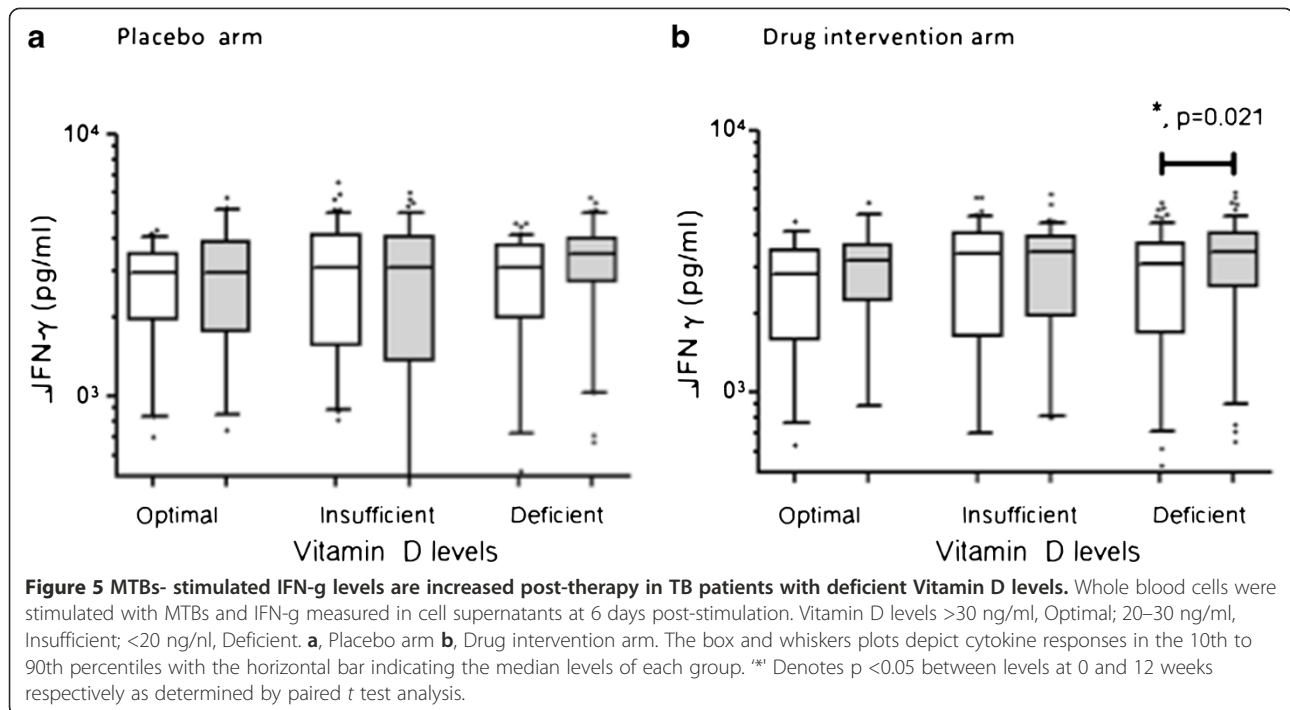 a Placebo arm
10⁴
IFN-γ (pg/ml)
0³
Optimal Insufficient Deficient
Vitamin D levels
b Drug intervention arm
*, p=0.021
10⁴
IFN γ (pg/ml)
0³
Optimal Insufficient Deficient
Vitamin D levels
Figure 5 MTBs- stimulated IFN-g levels are increased post-therapy in TB patients with deficient Vitamin D levels. Whole blood cells were
stimulated with MTBs and IFN-g measured in cell supernatants at 6 days post-stimulation. Vitamin D levels >30 ng/ml, Optimal; 20–30 ng/ml,
Insufficient; <20 ng/nl, Deficient. a, Placebo arm b, Drug intervention arm. The box and whiskers plots depict cytokine responses in the 10th to
90th percentiles with the horizontal bar indicating the median levels of each group. ‘*’ Denotes p <0.05 between levels at 0 and 12 weeks
respectively as determined by paired t test analysis.